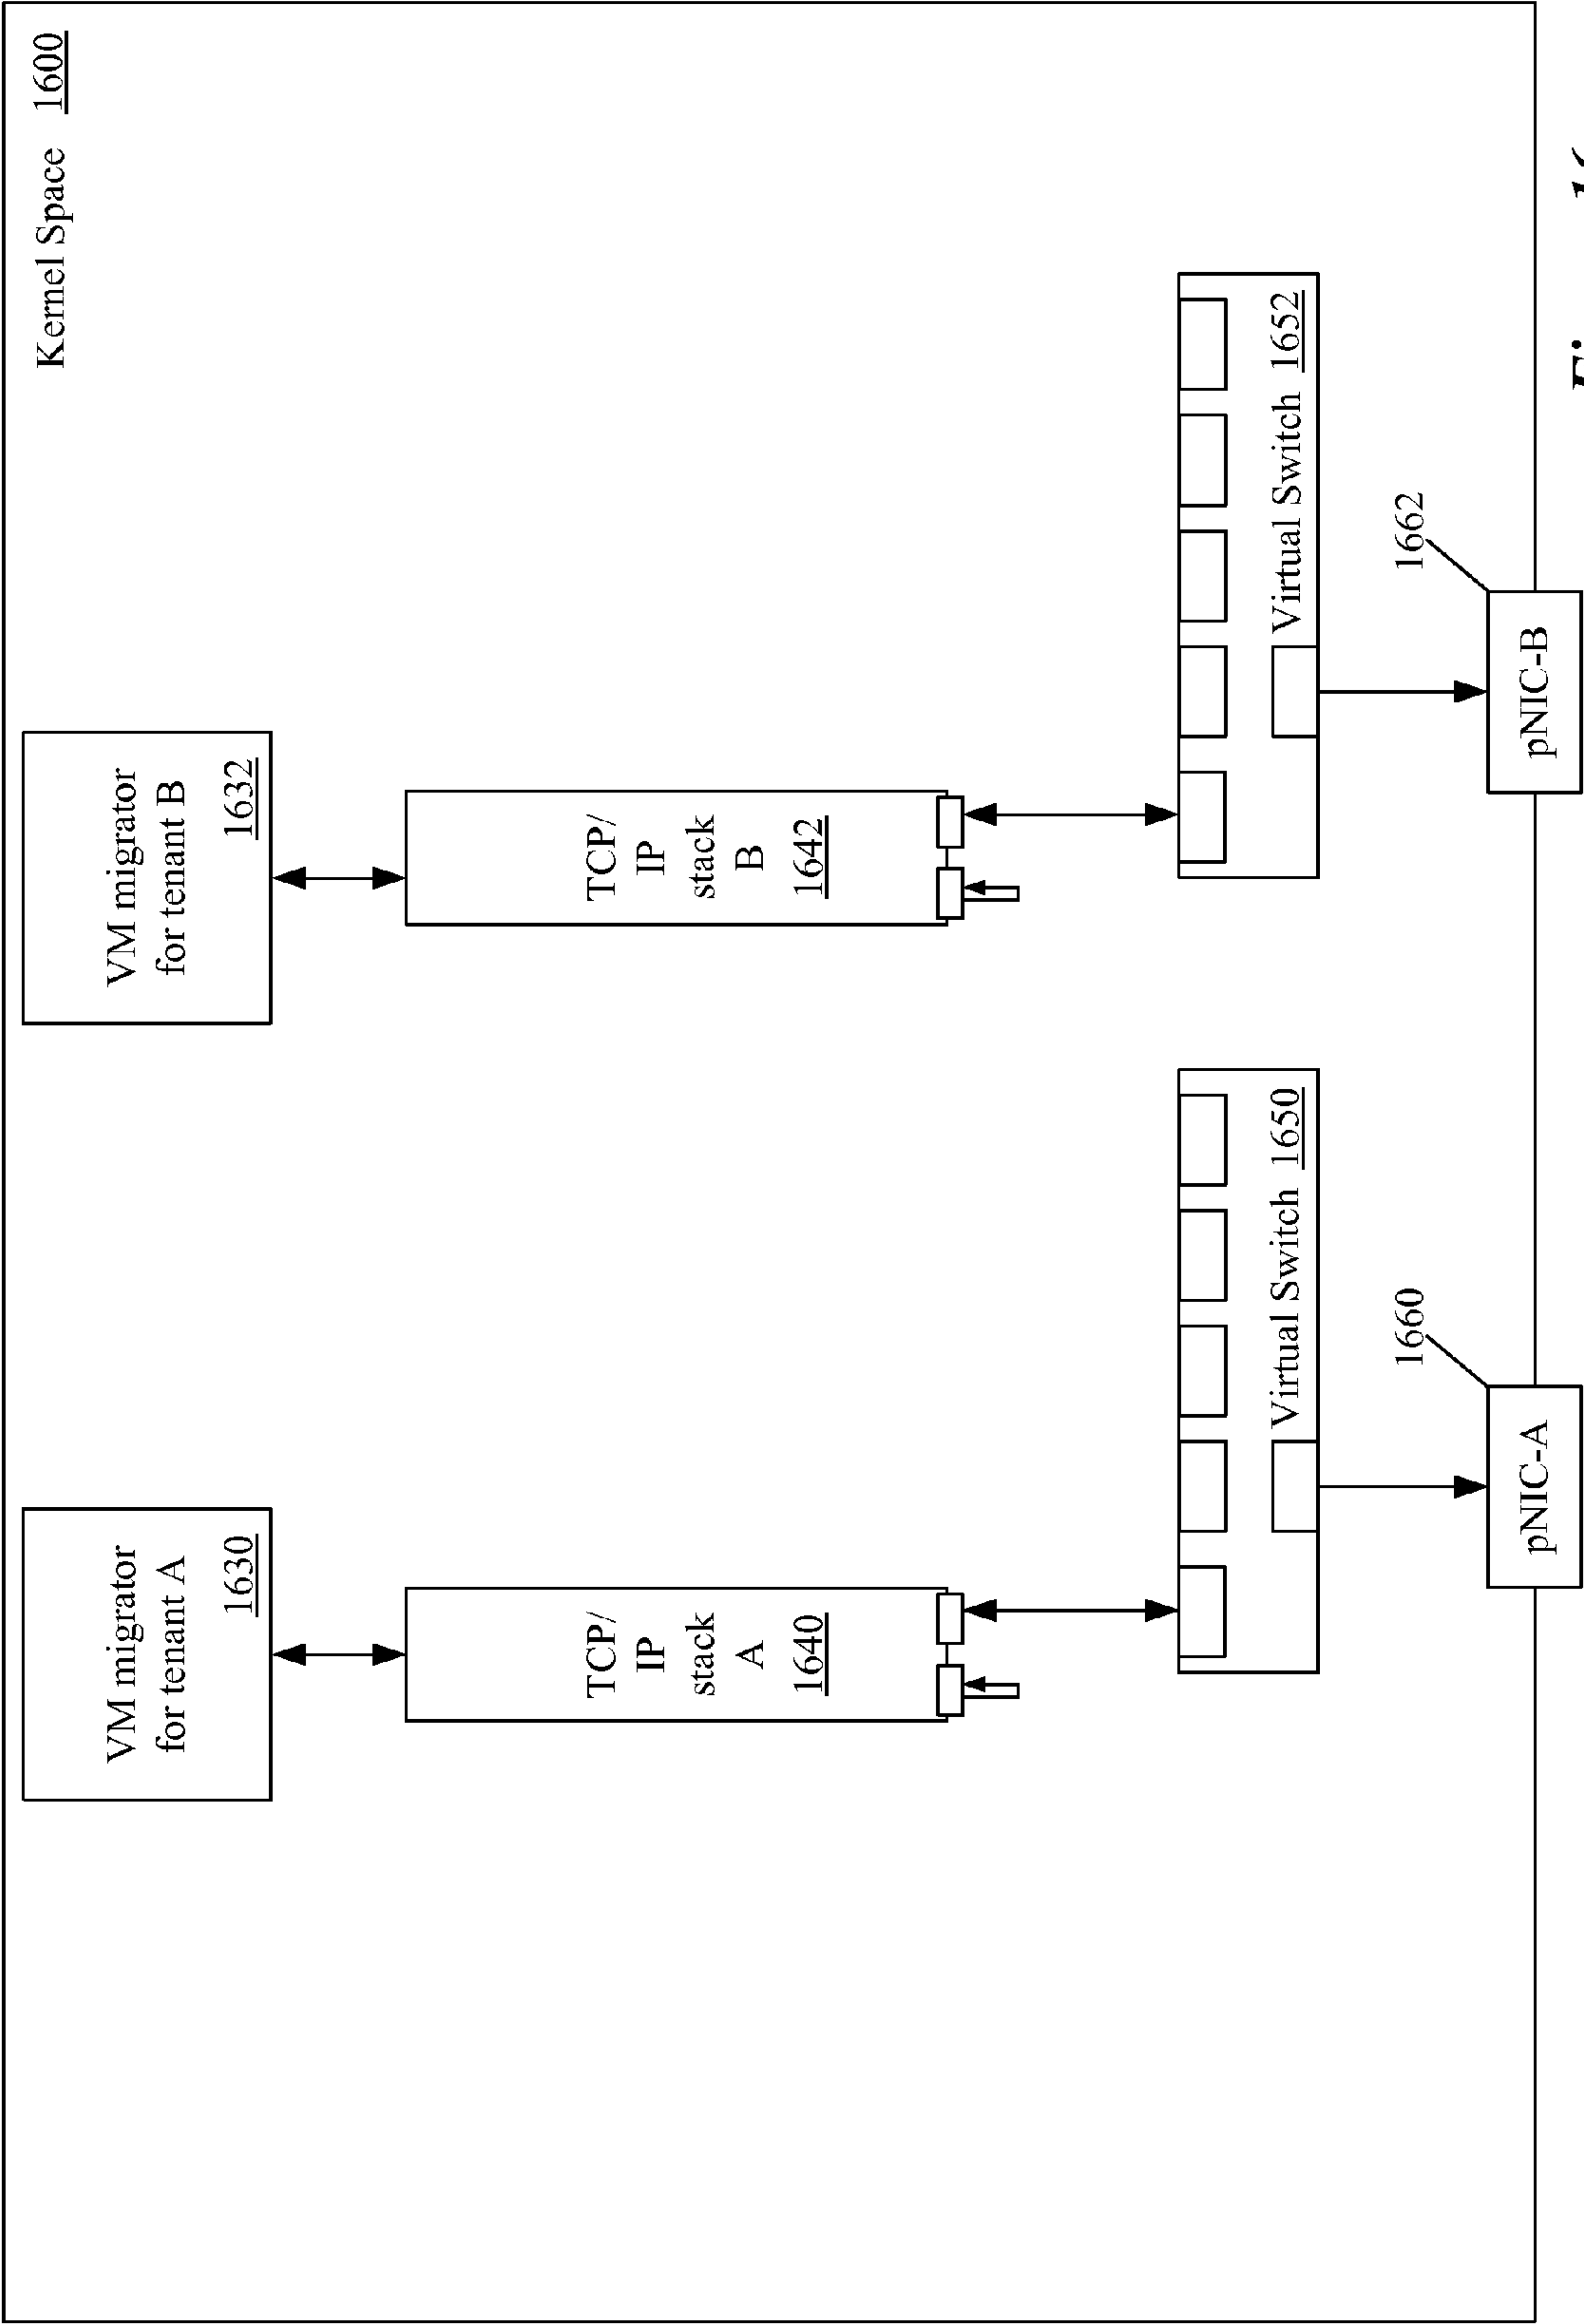 Kernel Space 1600
VM migrator
for tenant A
1630
VM migrator
for tenant B
1632
TCP/
IP
stack
A
1640
TCP/
IP
stack
B
1642
Virtual Switch 1650
Virtual Switch 1652
1660
1662
pNIC-A
pNIC-B